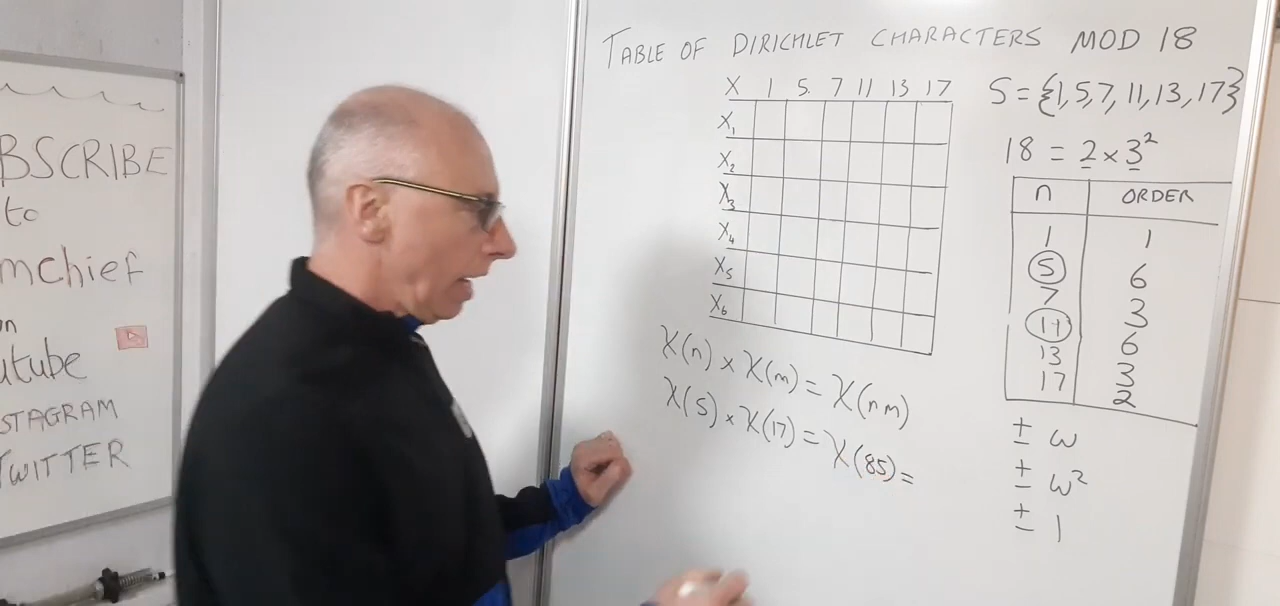 BSCRIBE
to
mchief
on
utube
STAGRAM
TWITTER
TABLE OF DIRICHLET CHARACTERS MOD 18
X 1 5 7 11 13 17
X₁
X₂
X₃
X₄
X₅
X₆
χ(n) × χ(m) = χ(nm)
χ(5) × χ(17) = χ(85) =
S = {1,5,7,11,13,17}
18 = 2 × 3²
n ORDER
1 1
5 6
7 3
11 6
13 3
17 2
± ω
± ω²
± 1